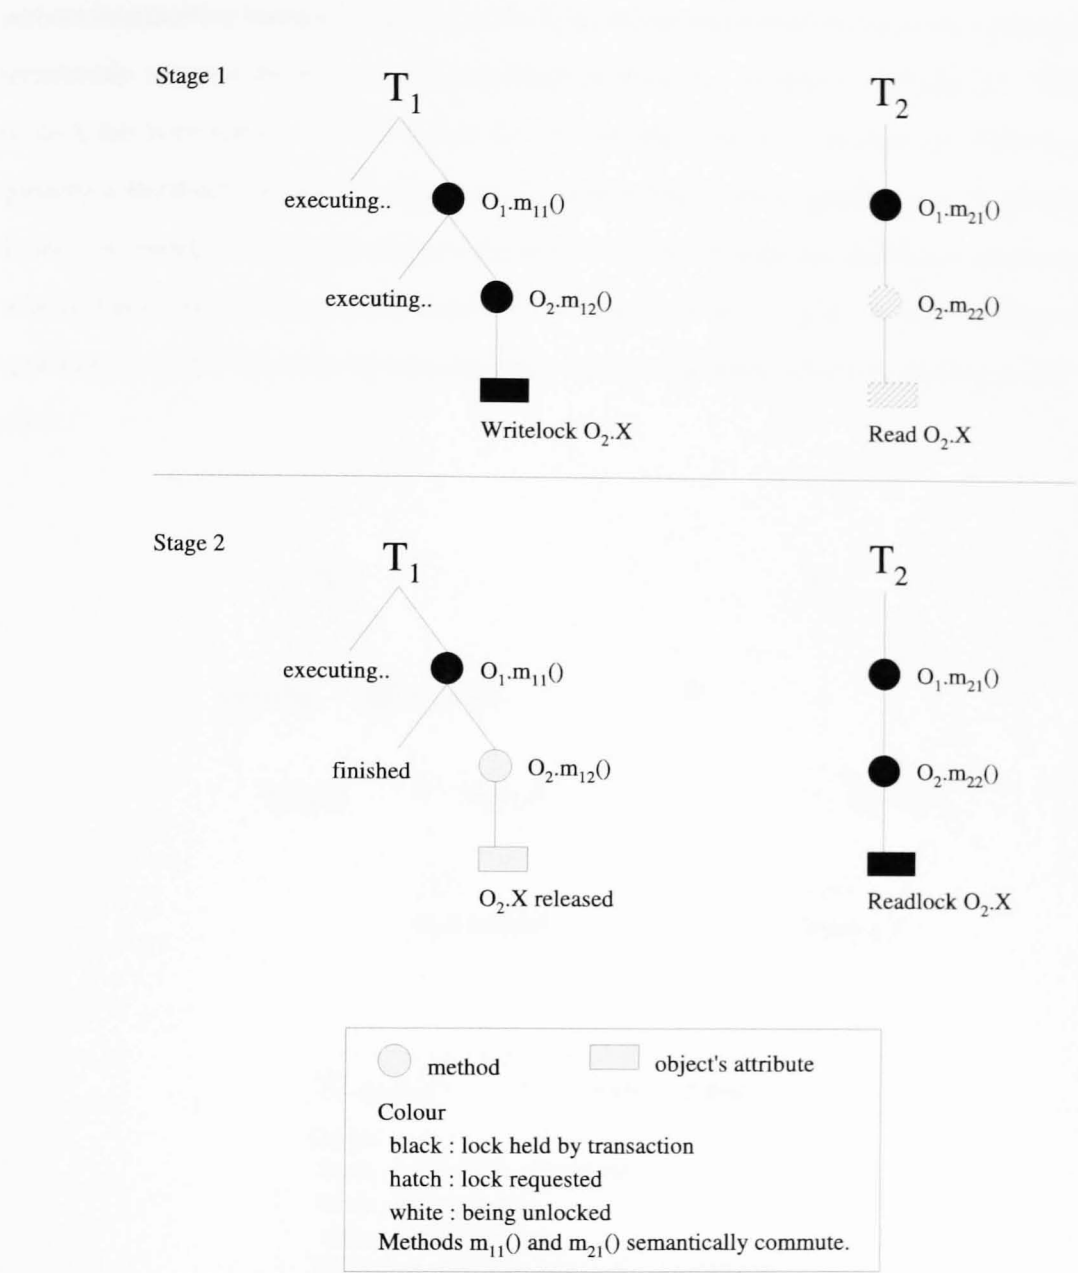 Stage 1
T1
T2
executing..
O1.m11()
O1.m21()
executing..
O2.m12()
O2.m22()
Writelock O2.X
Read O2.X
Stage 2
T1
T2
executing..
O1.m11()
O1.m21()
finished
O2.m12()
O2.m22()
O2.X released
Readlock O2.X
method
object's attribute
Colour
black : lock held by transaction
hatch : lock requested
white : being unlocked
Methods m11() and m21() semantically commute.